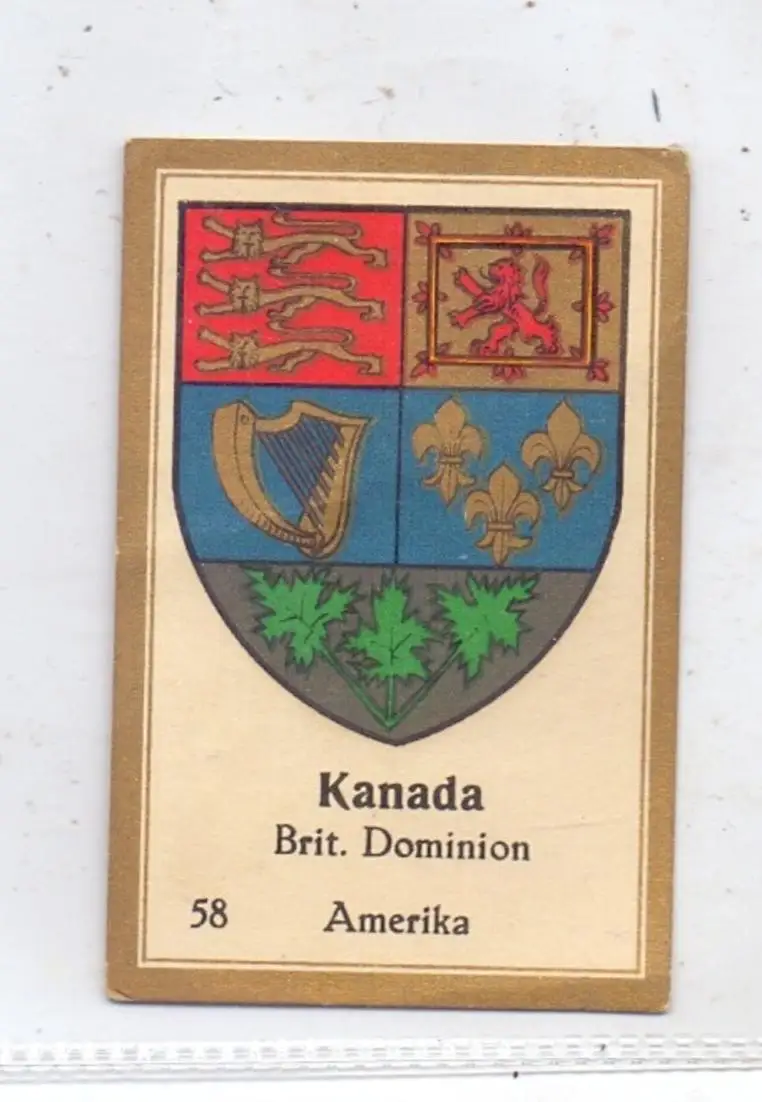 Kanada
Brit. Dominion
58 Amerika